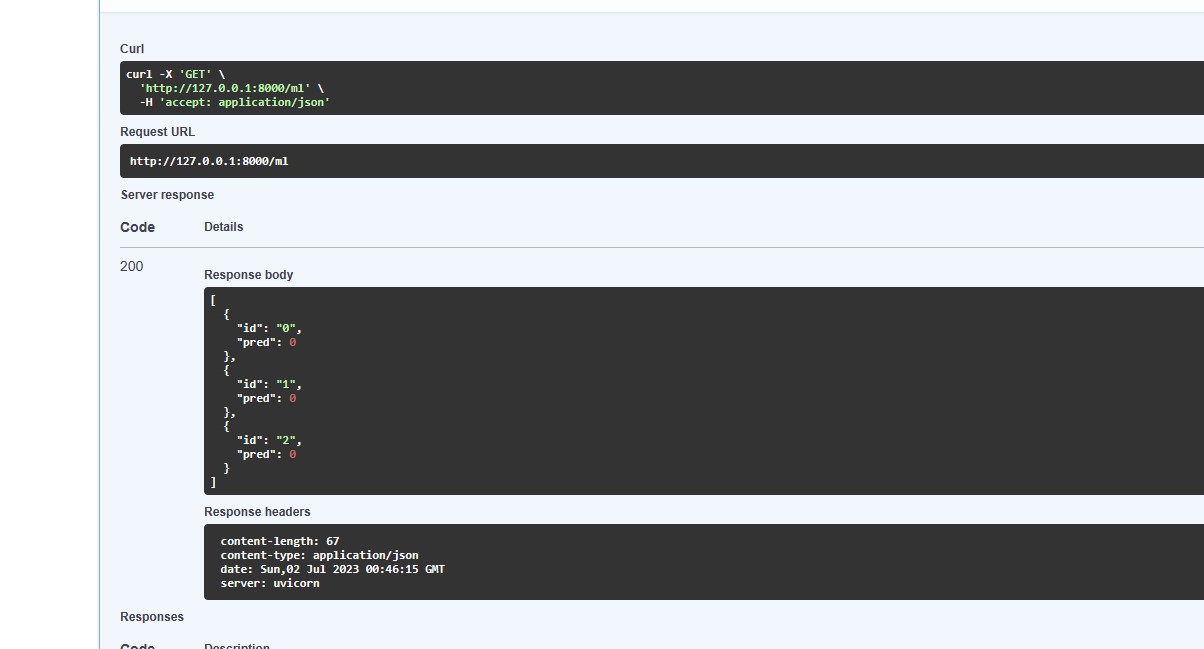 Curl
curl -X 'GET' \
  'http://127.0.0.1:8000/ml' \
  -H 'accept: application/json'
Request URL
http://127.0.0.1:8000/ml
Server response
Code Details
200
Response body
[
  {
    "id": "0",
    "pred": 0
  },
  {
    "id": "1",
    "pred": 0
  },
  {
    "id": "2",
    "pred": 0
  }
]
Response headers
content-length: 67
content-type: application/json
date: Sun,02 Jul 2023 00:46:15 GMT
server: uvicorn
Responses
Code Description